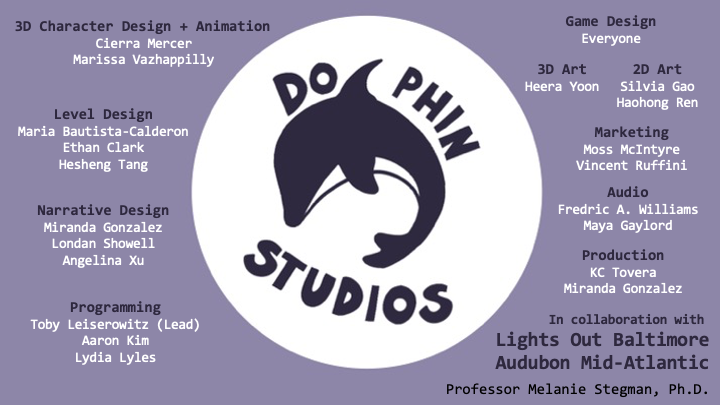 3D Character Design + Animation
Cierra Mercer
Marissa Vazhappilly
Level Design
Maria Bautista-Calderon
Ethan Clark
Hesheng Tang
Narrative Design
Miranda Gonzalez
Londan Showell
Angelina Xu
Programming
Toby Leiserowitz (Lead)
Aaron Kim
Lydia Lyles
DO PHIN
STUDIOS
Game Design
Everyone
3D Art
Heera Yoon
2D Art
Silvia Gao
Haohong Ren
Marketing
Moss McIntyre
Vincent Ruffini
Audio
Fredric A. Williams
Maya Gaylord
Production
KC Tovera
Miranda Gonzalez
In collaboration with
Lights Out Baltimore
Audubon Mid-Atlantic
Professor Melanie Stegman, Ph.D.